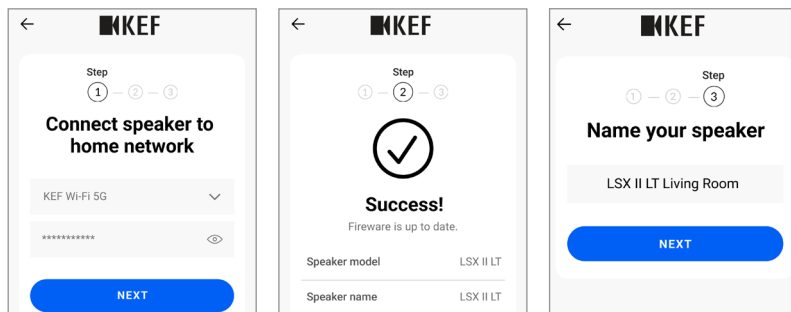 KEF
Step
1 2 3
Connect speaker to
home network
KEF Wi-Fi 5G
***********
NEXT
KEF
Step
1 2 3
Success!
Fireware is up to date.
Speaker model LSX II LT
Speaker name LSX II LT
KEF
Step
1 2 3
Name your speaker
LSX II LT Living Room
NEXT